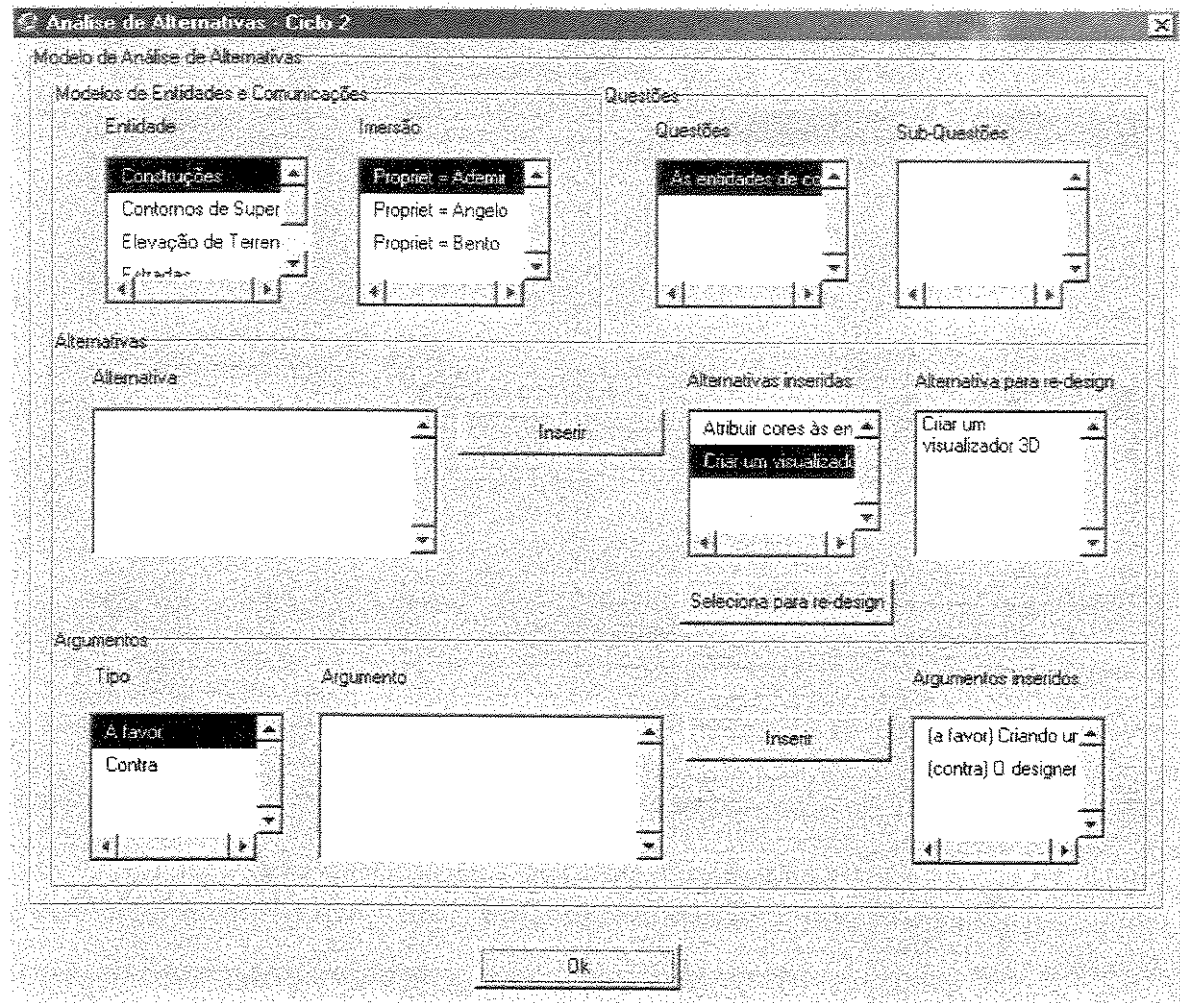 Análise de Alternativas - Ciclo 2
Modelo de Análise de Alternativas
Modelos de Entidades e Comunicações
Questões
Entidade
Imersão
Questões
Sub-Questões
Construções
Contornos de Super
Elevação de Terren
Estradas
Propriet = Ademir
Propriet = Angelo
Propriet = Bento
As entidades de co
Alternativas
Alternativa
Inserir
Alternativas inseridas
Alternativa para re-design
Atribuir cores às en
Criar um visualizado
Criar um
visualizador 3D
Seleciona para re-design
Argumentos
Tipo
Argumento
Argumentos inseridos
A favor
Contra
Inserir
(a favor) Criando ur
(contra) O designer
Ok